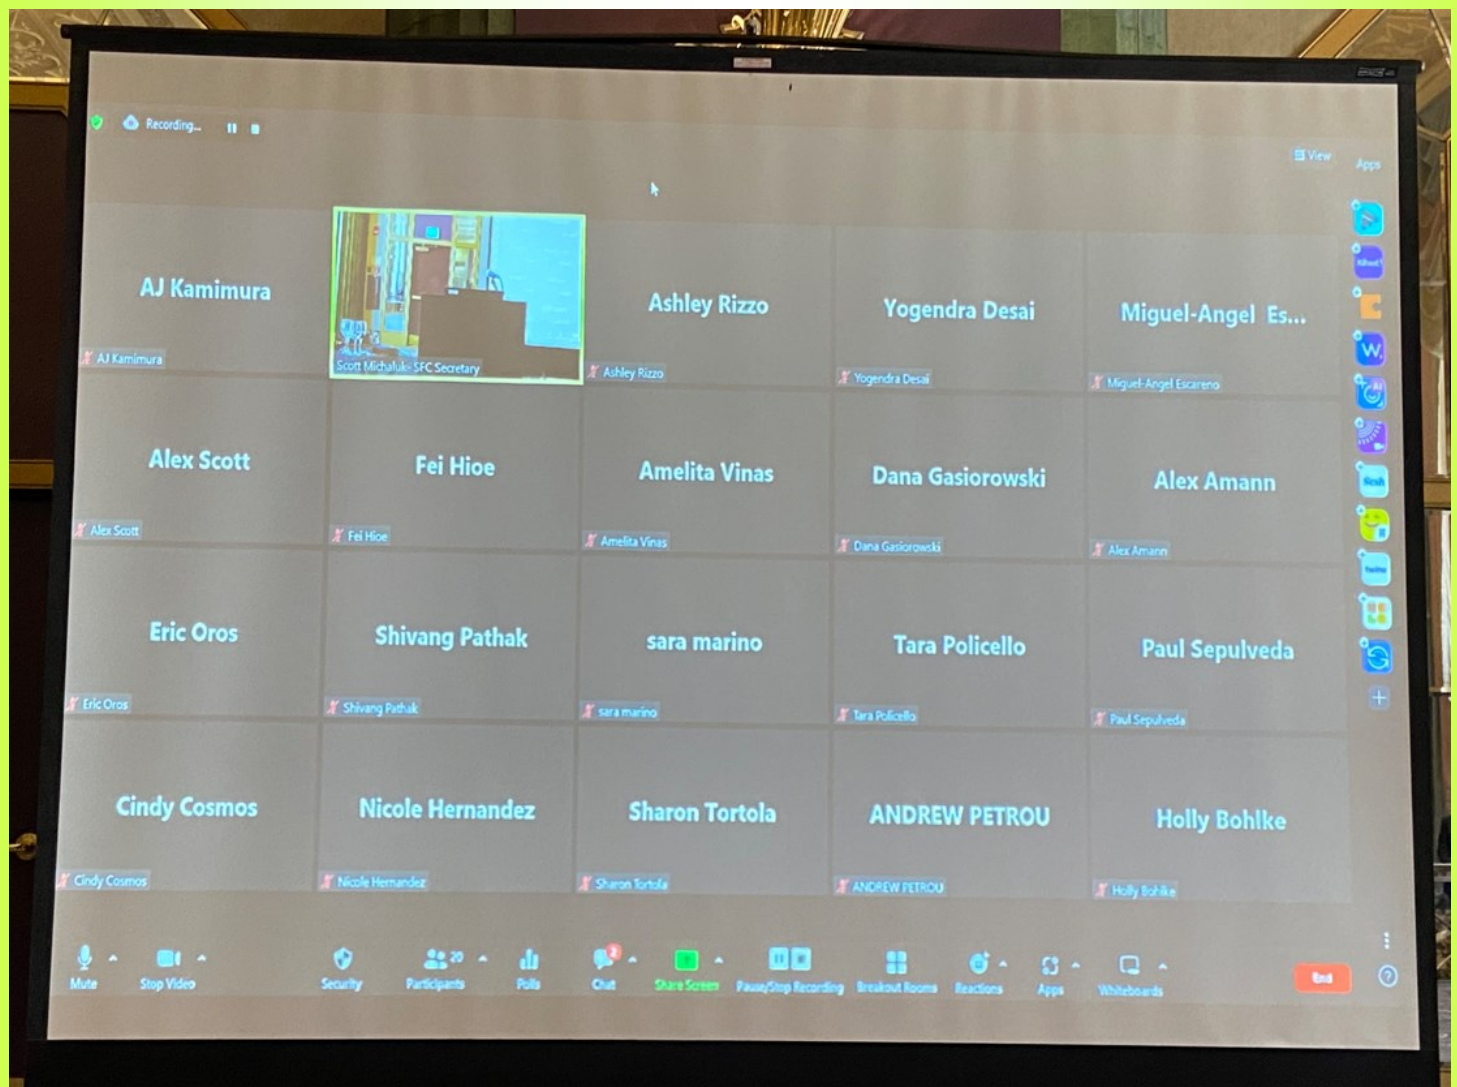 Recording...
View
Apps
AJ Kamimura
Ashley Rizzo
Yogendra Desai
Miguel-Angel Es...
AJ Kamimura
Scott Michaluk- SFC Secretary
Ashley Rizzo
Yogendra Desai
Miguel-Angel Escareno
Alex Scott
Fei Hioe
Amelita Vinas
Dana Gasiorowski
Alex Amann
Alex Scott
Fei Hioe
Amelita Vinas
Dana Gasiorowski
Alex Amann
Eric Oros
Shivang Pathak
sara marino
Tara Policello
Paul Sepulveda
Eric Oros
Shivang Pathak
sara marino
Tara Policello
Paul Sepulveda
Cindy Cosmos
Nicole Hernandez
Sharon Tortola
ANDREW PETROU
Holly Bohlke
Cindy Cosmos
Nicole Hernandez
Sharon Tortola
ANDREW PETROU
Holly Bohlke
20
2
Mute
Stop Video
Security
Participants
Polls
Chat
Share Screen
Pause/Stop Recording
Breakout Rooms
Reactions
Apps
Whiteboards
End
W.
AI